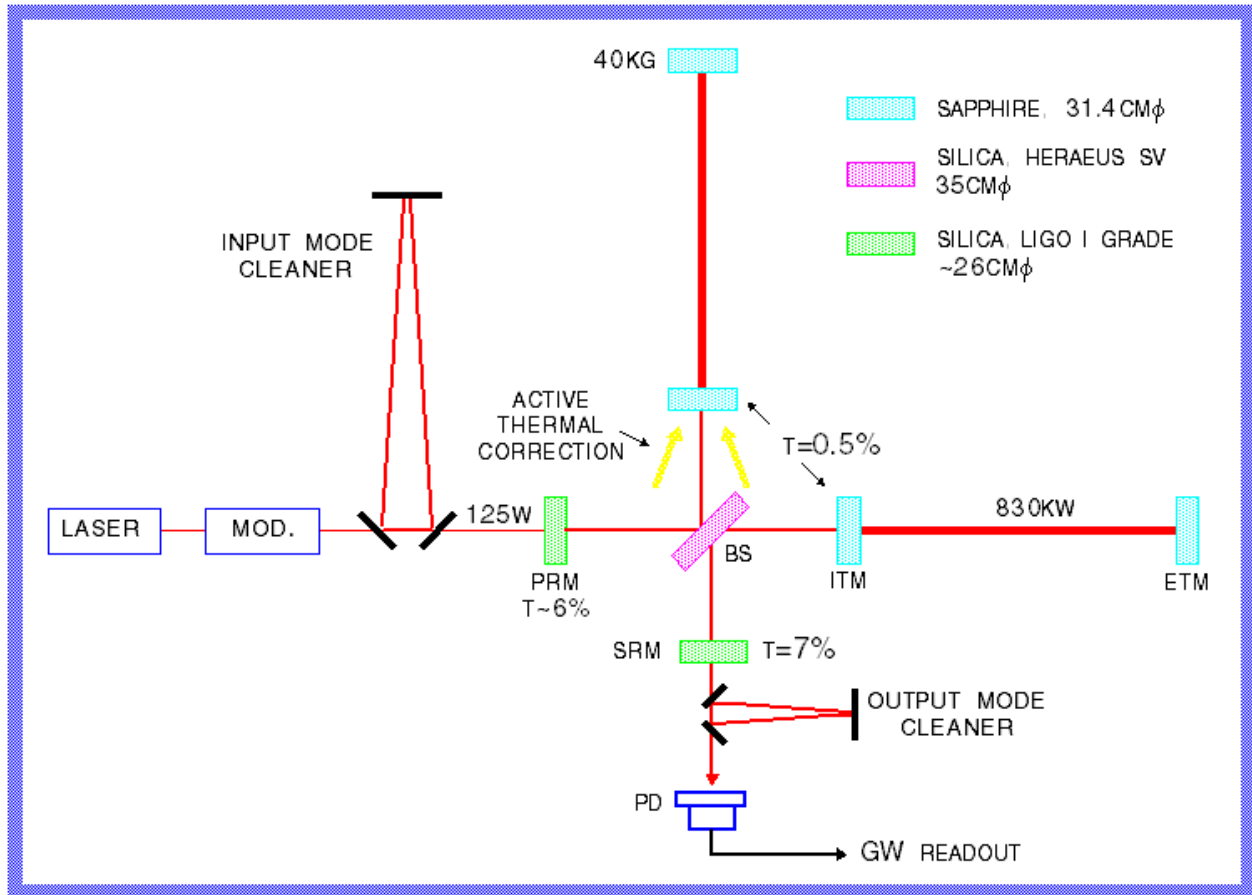 40KG
SAPPHIRE, 31.4CMϕ
SILICA, HERAEUS SV
35CMϕ
SILICA, LIGO I GRADE
~26CMϕ
INPUT MODE
CLEANER
ACTIVE
THERMAL
CORRECTION
T=0.5%
LASER
MOD.
125W
830KW
BS
PRM
T~6%
ITM
ETM
SRM
T=7%
OUTPUT MODE
CLEANER
PD
GW READOUT